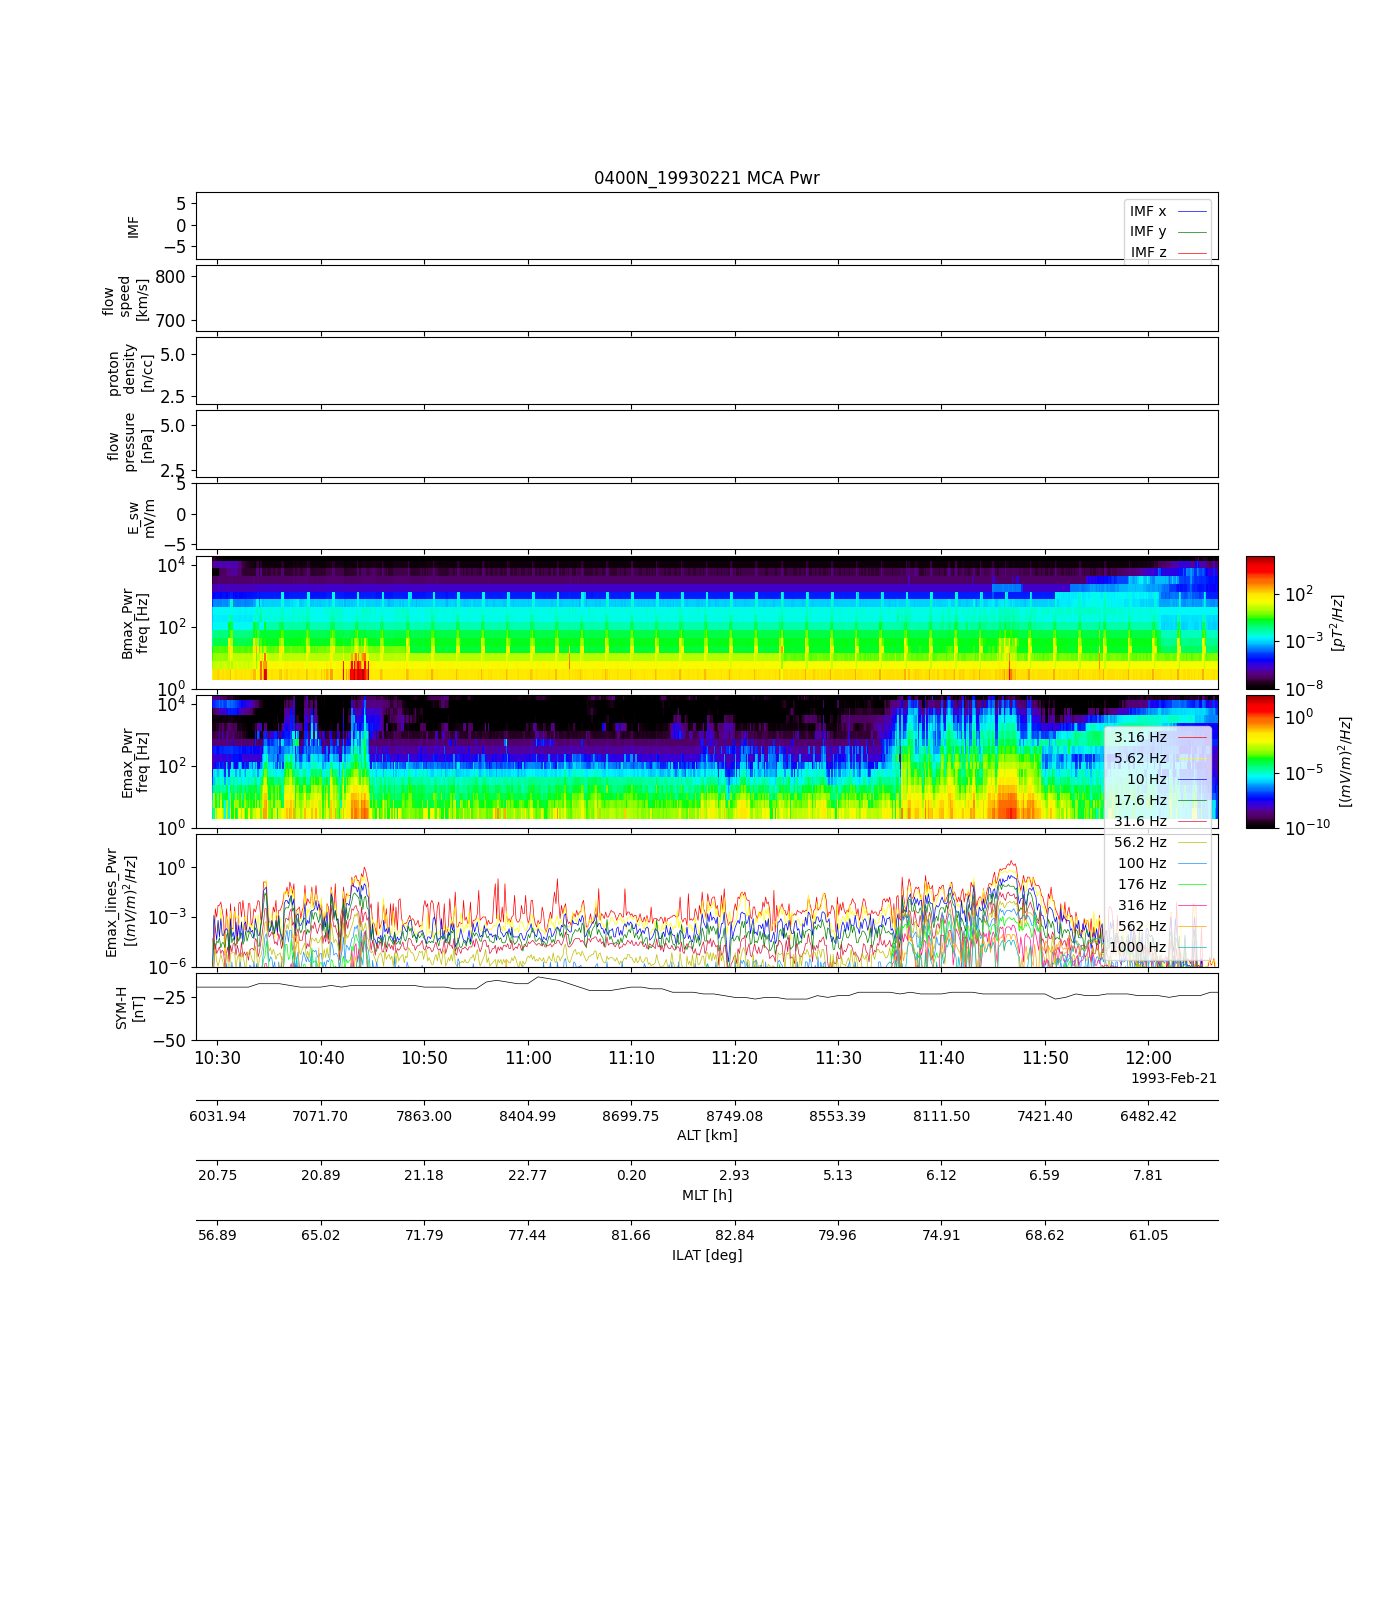 0400N_19930221 MCA Pwr
IMF
5
0
−5
IMF x
IMF y
IMF z
flow
speed
[km/s]
800
700
proton
density
[n/cc]
5.0
2.5
flow
pressure
[nPa]
5.0
2.5
E_sw
mV/m
5
0
−5
Bmax_Pwr
freq [Hz]
10^4
10^2
10^0
10^2
10^−3
10^−8
[pT^2/Hz]
Emax_Pwr
freq [Hz]
10^4
10^2
10^0
10^0
10^−5
10^−10
[(mV/m)^2/Hz]
3.16 Hz
5.62 Hz
10 Hz
17.6 Hz
31.6 Hz
56.2 Hz
100 Hz
176 Hz
316 Hz
562 Hz
1000 Hz
Emax_lines_Pwr
[(mV/m)^2/Hz]
10^0
10^−3
10^−6
SYM-H
[nT]
−25
−50
10:30 10:40 10:50 11:00 11:10 11:20 11:30 11:40 11:50 12:00
1993-Feb-21
6031.94 7071.70 7863.00 8404.99 8699.75 8749.08 8553.39 8111.50 7421.40 6482.42
ALT [km]
20.75 20.89 21.18 22.77 0.20 2.93 5.13 6.12 6.59 7.81
MLT [h]
56.89 65.02 71.79 77.44 81.66 82.84 79.96 74.91 68.62 61.05
ILAT [deg]